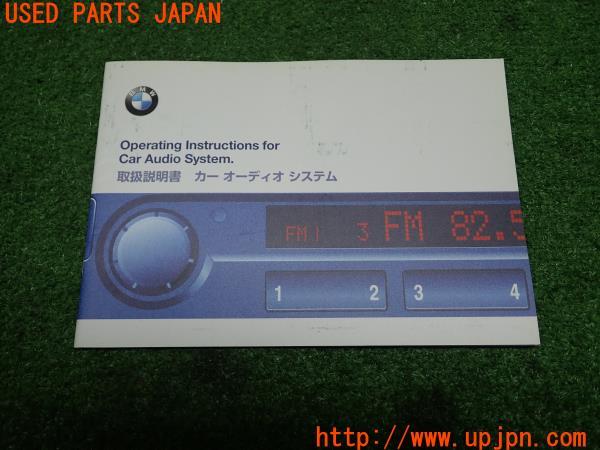 USED PARTS JAPAN
BMW
Operating Instructions for
Car Audio System.
取扱説明書 カー オーディオ システム
FM1 3 FM 82.5
1 2 3 4
http://www.upjpn.com/